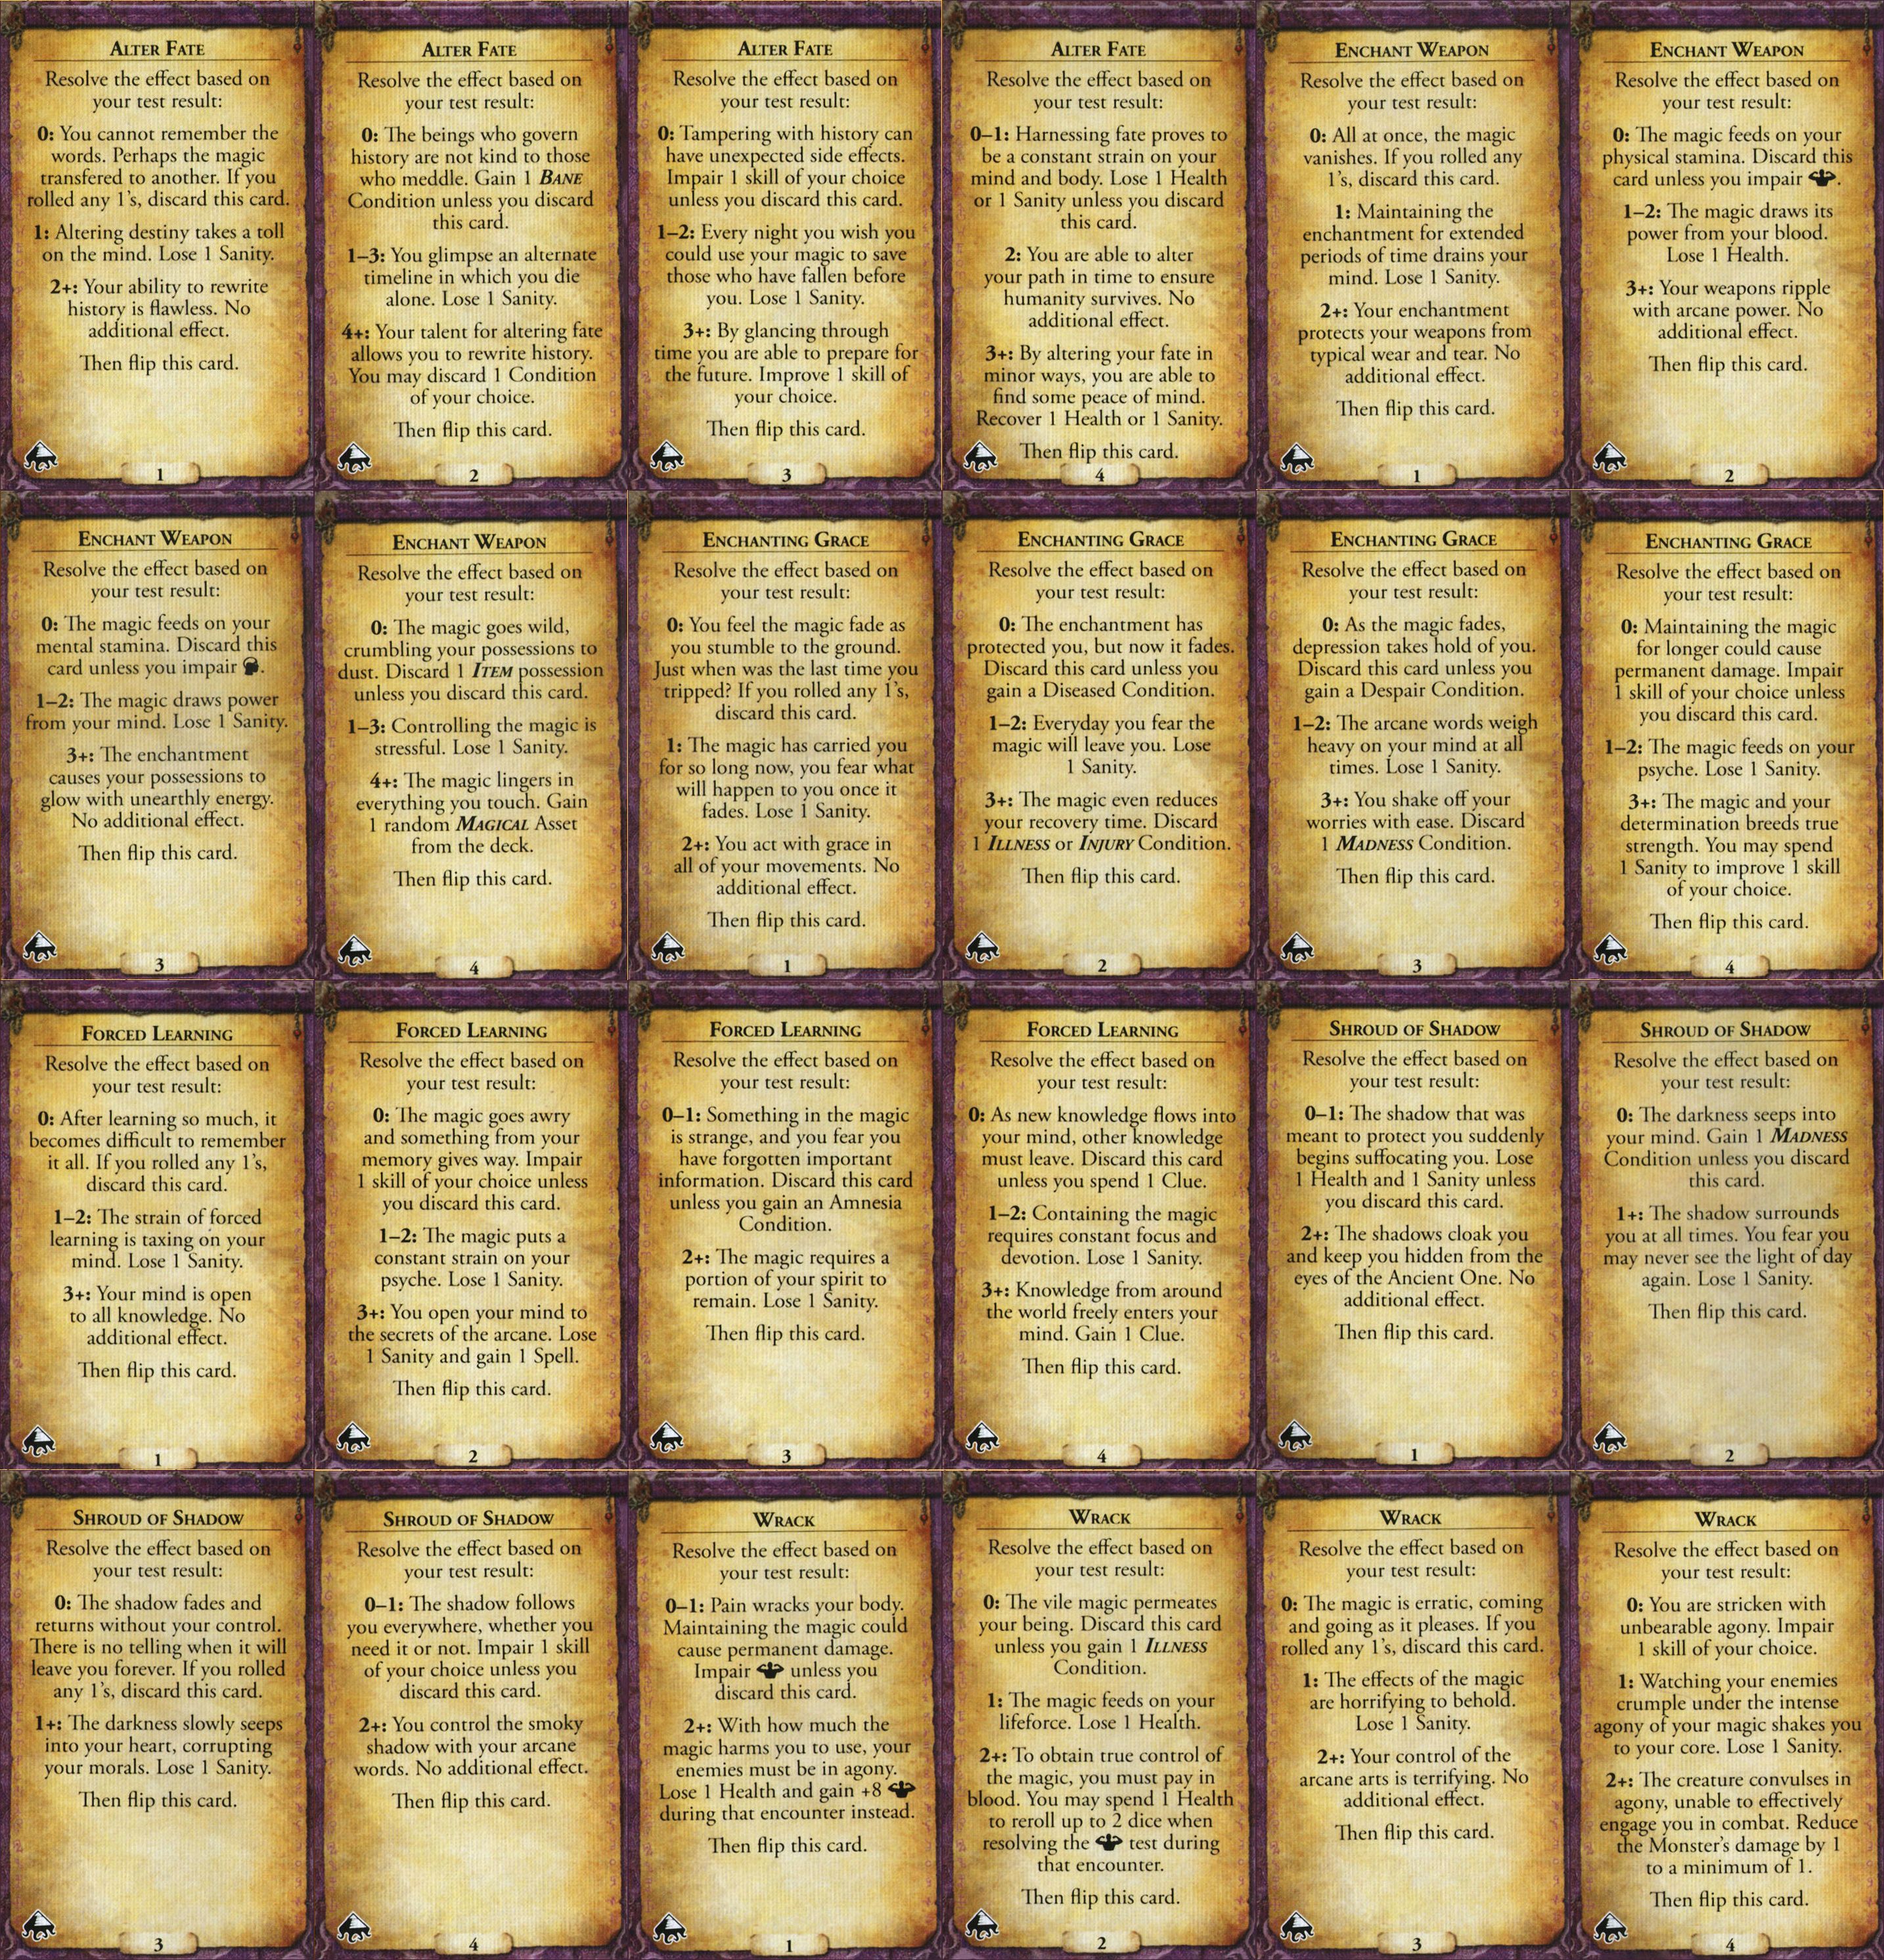 ALTER FATE
Resolve the effect based on
your test result:
0: You cannot remember the
words. Perhaps the magic
transfered to another. If you
rolled any 1's, discard this card.
1: Altering destiny takes a toll
on the mind. Lose 1 Sanity.
2+: Your ability to rewrite
history is flawless. No
additional effect.
Then flip this card.
1
ALTER FATE
Resolve the effect based on
your test result:
0: The beings who govern
history are not kind to those
who meddle. Gain 1 BANE
Condition unless you discard
this card.
1–3: You glimpse an alternate
timeline in which you die
alone. Lose 1 Sanity.
4+: Your talent for altering fate
allows you to rewrite history.
You may discard 1 Condition
of your choice.
Then flip this card.
2
ALTER FATE
Resolve the effect based on
your test result:
0: Tampering with history can
have unexpected side effects.
Impair 1 skill of your choice
unless you discard this card.
1–2: Every night you wish you
could use your magic to save
those who have fallen before
you. Lose 1 Sanity.
3+: By glancing through
time you are able to prepare for
the future. Improve 1 skill of
your choice.
Then flip this card.
3
ALTER FATE
Resolve the effect based on
your test result:
0–1: Harnessing fate proves to
be a constant strain on your
mind and body. Lose 1 Health
or 1 Sanity unless you discard
this card.
2: You are able to alter
your path in time to ensure
humanity survives. No
additional effect.
3+: By altering your fate in
minor ways, you are able to
find some peace of mind.
Recover 1 Health or 1 Sanity.
Then flip this card.
4
ENCHANT WEAPON
Resolve the effect based on
your test result:
0: All at once, the magic
vanishes. If you rolled any
1's, discard this card.
1: Maintaining the
enchantment for extended
periods of time drains your
mind. Lose 1 Sanity.
2+: Your enchantment
protects your weapons from
typical wear and tear. No
additional effect.
Then flip this card.
1
ENCHANT WEAPON
Resolve the effect based on
your test result:
0: The magic feeds on your
physical stamina. Discard this
card unless you impair .
1–2: The magic draws its
power from your blood.
Lose 1 Health.
3+: Your weapons ripple
with arcane power. No
additional effect.
Then flip this card.
2
ENCHANT WEAPON
Resolve the effect based on
your test result:
0: The magic feeds on your
mental stamina. Discard this
card unless you impair .
1–2: The magic draws power
from your mind. Lose 1 Sanity.
3+: The enchantment
causes your possessions to
glow with unearthly energy.
No additional effect.
Then flip this card.
3
ENCHANT WEAPON
Resolve the effect based on
your test result:
0: The magic goes wild,
crumbling your possessions to
dust. Discard 1 ITEM possession
unless you discard this card.
1–3: Controlling the magic is
stressful. Lose 1 Sanity.
4+: The magic lingers in
everything you touch. Gain
1 random MAGICAL Asset
from the deck.
Then flip this card.
4
ENCHANTING GRACE
Resolve the effect based on
your test result:
0: You feel the magic fade as
you stumble to the ground.
Just when was the last time you
tripped? If you rolled any 1's,
discard this card.
1: The magic has carried you
for so long now, you fear what
will happen to you once it
fades. Lose 1 Sanity.
2+: You act with grace in
all of your movements. No
additional effect.
Then flip this card.
1
ENCHANTING GRACE
Resolve the effect based on
your test result:
0: The enchantment has
protected you, but now it fades.
Discard this card unless you
gain a Diseased Condition.
1–2: Everyday you fear the
magic will leave you. Lose
1 Sanity.
3+: The magic even reduces
your recovery time. Discard
1 ILLNESS or INJURY Condition.
Then flip this card.
2
ENCHANTING GRACE
Resolve the effect based on
your test result:
0: As the magic fades,
depression takes hold of you.
Discard this card unless you
gain a Despair Condition.
1–2: The arcane words weigh
heavy on your mind at all
times. Lose 1 Sanity.
3+: You shake off your
worries with ease. Discard
1 MADNESS Condition.
Then flip this card.
3
ENCHANTING GRACE
Resolve the effect based on
your test result:
0: Maintaining the magic
for longer could cause
permanent damage. Impair
1 skill of your choice unless
you discard this card.
1–2: The magic feeds on your
psyche. Lose 1 Sanity.
3+: The magic and your
determination breeds true
strength. You may spend
1 Sanity to improve 1 skill
of your choice.
Then flip this card.
4
FORCED LEARNING
Resolve the effect based on
your test result:
0: After learning so much, it
becomes difficult to remember
it all. If you rolled any 1's,
discard this card.
1–2: The strain of forced
learning is taxing on your
mind. Lose 1 Sanity.
3+: Your mind is open
to all knowledge. No
additional effect.
Then flip this card.
1
FORCED LEARNING
Resolve the effect based on
your test result:
0: The magic goes awry
and something from your
memory gives way. Impair
1 skill of your choice unless
you discard this card.
1–2: The magic puts a
constant strain on your
psyche. Lose 1 Sanity.
3+: You open your mind to
the secrets of the arcane. Lose
1 Sanity and gain 1 Spell.
Then flip this card.
2
FORCED LEARNING
Resolve the effect based on
your test result:
0–1: Something in the magic
is strange, and you fear you
have forgotten important
information. Discard this card
unless you gain an Amnesia
Condition.
2+: The magic requires a
portion of your spirit to
remain. Lose 1 Sanity.
Then flip this card.
3
FORCED LEARNING
Resolve the effect based on
your test result:
0: As new knowledge flows into
your mind, other knowledge
must leave. Discard this card
unless you spend 1 Clue.
1–2: Containing the magic
requires constant focus and
devotion. Lose 1 Sanity.
3+: Knowledge from around
the world freely enters your
mind. Gain 1 Clue.
Then flip this card.
4
SHROUD OF SHADOW
Resolve the effect based on
your test result:
0–1: The shadow that was
meant to protect you suddenly
begins suffocating you. Lose
1 Health and 1 Sanity unless
you discard this card.
2+: The shadows cloak you
and keep you hidden from the
eyes of the Ancient One. No
additional effect.
Then flip this card.
1
SHROUD OF SHADOW
Resolve the effect based on
your test result:
0: The darkness seeps into
your mind. Gain 1 MADNESS
Condition unless you discard
this card.
1+: The shadow surrounds
you at all times. You fear you
may never see the light of day
again. Lose 1 Sanity.
Then flip this card.
2
SHROUD OF SHADOW
Resolve the effect based on
your test result:
0: The shadow fades and
returns without your control.
There is no telling when it will
leave you forever. If you rolled
any 1's, discard this card.
1+: The darkness slowly seeps
into your heart, corrupting
your morals. Lose 1 Sanity.
Then flip this card.
3
SHROUD OF SHADOW
Resolve the effect based on
your test result:
0–1: The shadow follows
you everywhere, whether you
need it or not. Impair 1 skill
of your choice unless you
discard this card.
2+: You control the smoky
shadow with your arcane
words. No additional effect.
Then flip this card.
4
WRACK
Resolve the effect based on
your test result:
0–1: Pain wracks your body.
Maintaining the magic could
cause permanent damage.
Impair unless you
discard this card.
2+: With how much the
magic harms you to use, your
enemies must be in agony.
Lose 1 Health and gain +8
during that encounter instead.
Then flip this card.
1
WRACK
Resolve the effect based on
your test result:
0: The vile magic permeates
your being. Discard this card
unless you gain 1 ILLNESS
Condition.
1: The magic feeds on your
lifeforce. Lose 1 Health.
2+: To obtain true control of
the magic, you must pay in
blood. You may spend 1 Health
to reroll up to 2 dice when
resolving the test during
that encounter.
Then flip this card.
2
WRACK
Resolve the effect based on
your test result:
0: The magic is erratic, coming
and going as it pleases. If you
rolled any 1's, discard this card.
1: The effects of the magic
are horrifying to behold.
Lose 1 Sanity.
2+: Your control of the
arcane arts is terrifying. No
additional effect.
Then flip this card.
3
WRACK
Resolve the effect based on
your test result:
0: You are stricken with
unbearable agony. Impair
1 skill of your choice.
1: Watching your enemies
crumple under the intense
agony of your magic shakes you
to your core. Lose 1 Sanity.
2+: The creature convulses in
agony, unable to effectively
engage you in combat. Reduce
the Monster's damage by 1
to a minimum of 1.
Then flip this card.
4